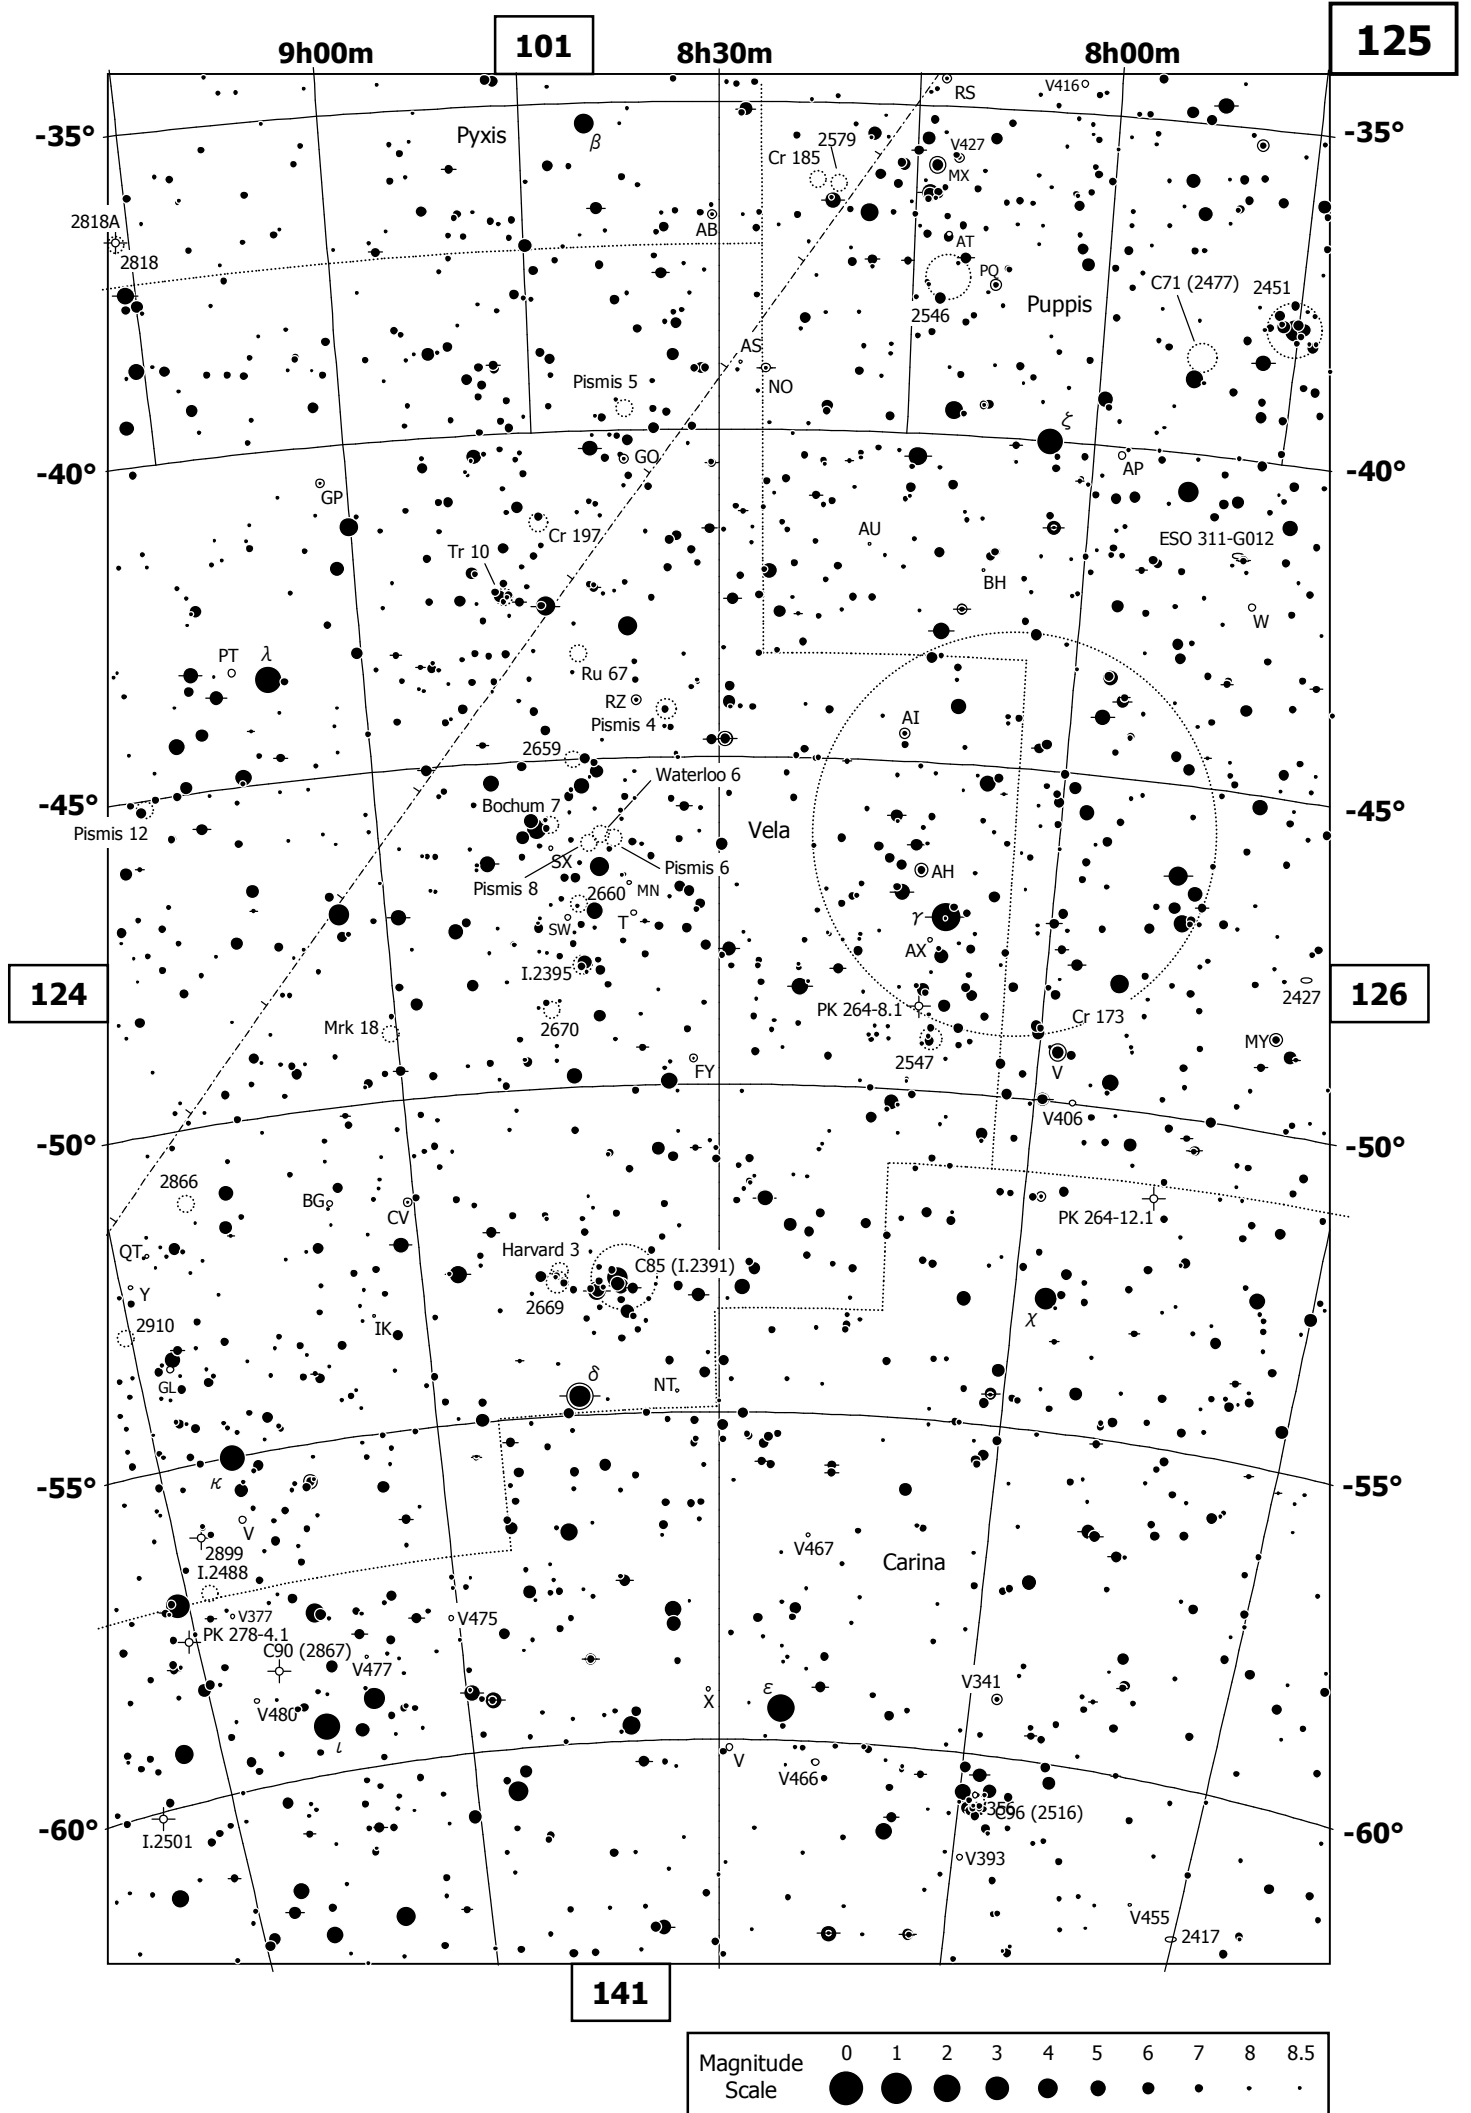 125
101
9h00m
8h30m
8h00m
RS
V416
-35°
Pyxis
β
2579
Cr 185
V427
MX
-35°
2818A
2818
AB
AT
PQ
Puppis
C71 (2477)
2451
2546
AS
NO
Pismis 5
ζ
GO
-40°
AP
-40°
GP
Cr 197
AU
ESO 311-G012
Tr 10
BH
W
PT
λ
Ru 67
RZ
Pismis 4
AI
2659
Waterloo 6
-45°
Bochum 7
Vela
-45°
Pismis 12
SX
Pismis 8
Pismis 6
AH
2660
MN
SW
T
γ
AX
I.2395
124
126
2427
PK 264-8.1
Cr 173
Mrk 18
2670
2547
MY
FY
V
V406
-50°
-50°
2866
BG
CV
PK 264-12.1
QT
Harvard 3
C85 (I.2391)
Y
2669
2910
IK
χ
GL
δ
NT
κ
-55°
-55°
V
V467
2899
Carina
I.2488
V377
V475
PK 278-4.1
C90 (2867)
V477
V341
V480
X
ε
ι
V
V466
-60°
356
C96 (2516)
-60°
I.2501
V393
V455
2417
141
Magnitude
Scale
0 1 2 3 4 5 6 7 8 8.5